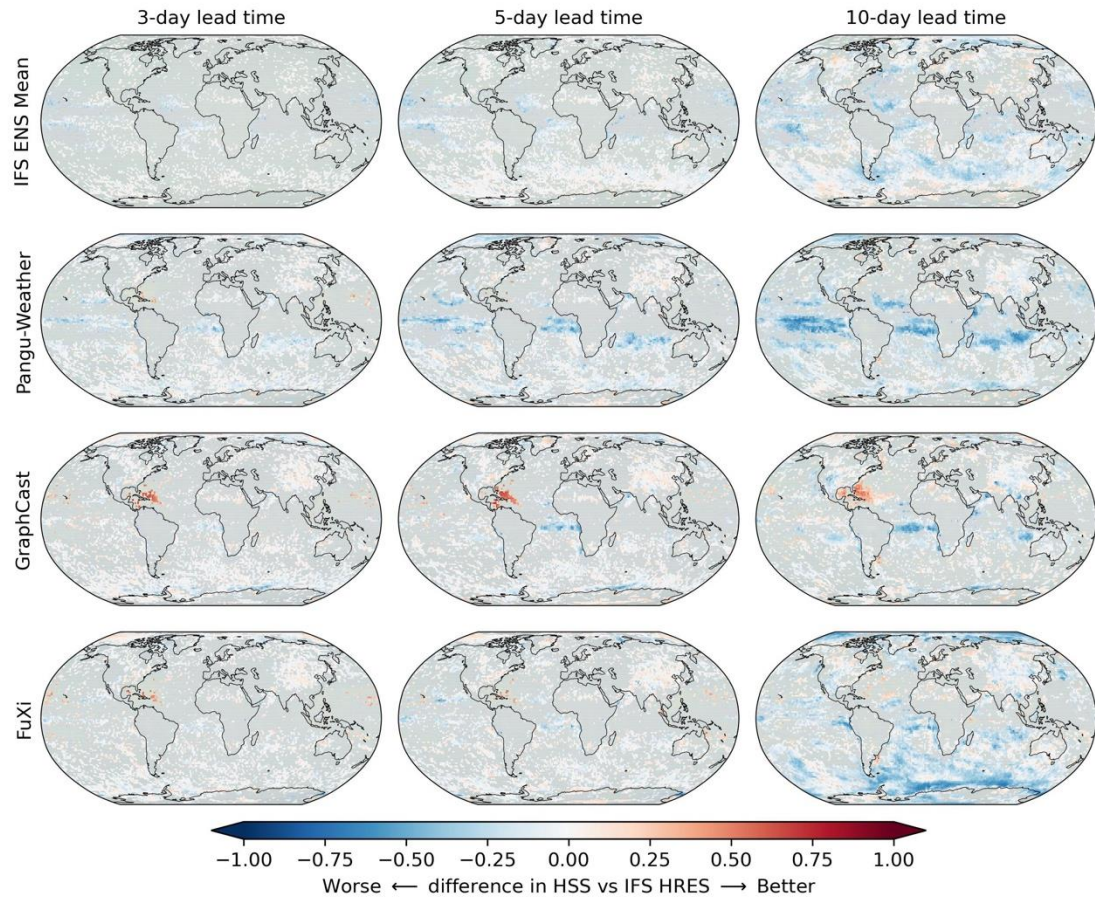 3-day lead time 5-day lead time 10-day lead time
IFS ENS Mean
Pangu-Weather
GraphCast
FuXi
−1.00 −0.75 −0.50 −0.25 0.00 0.25 0.50 0.75 1.00
Worse ⟵ difference in HSS vs IFS HRES ⟶ Better